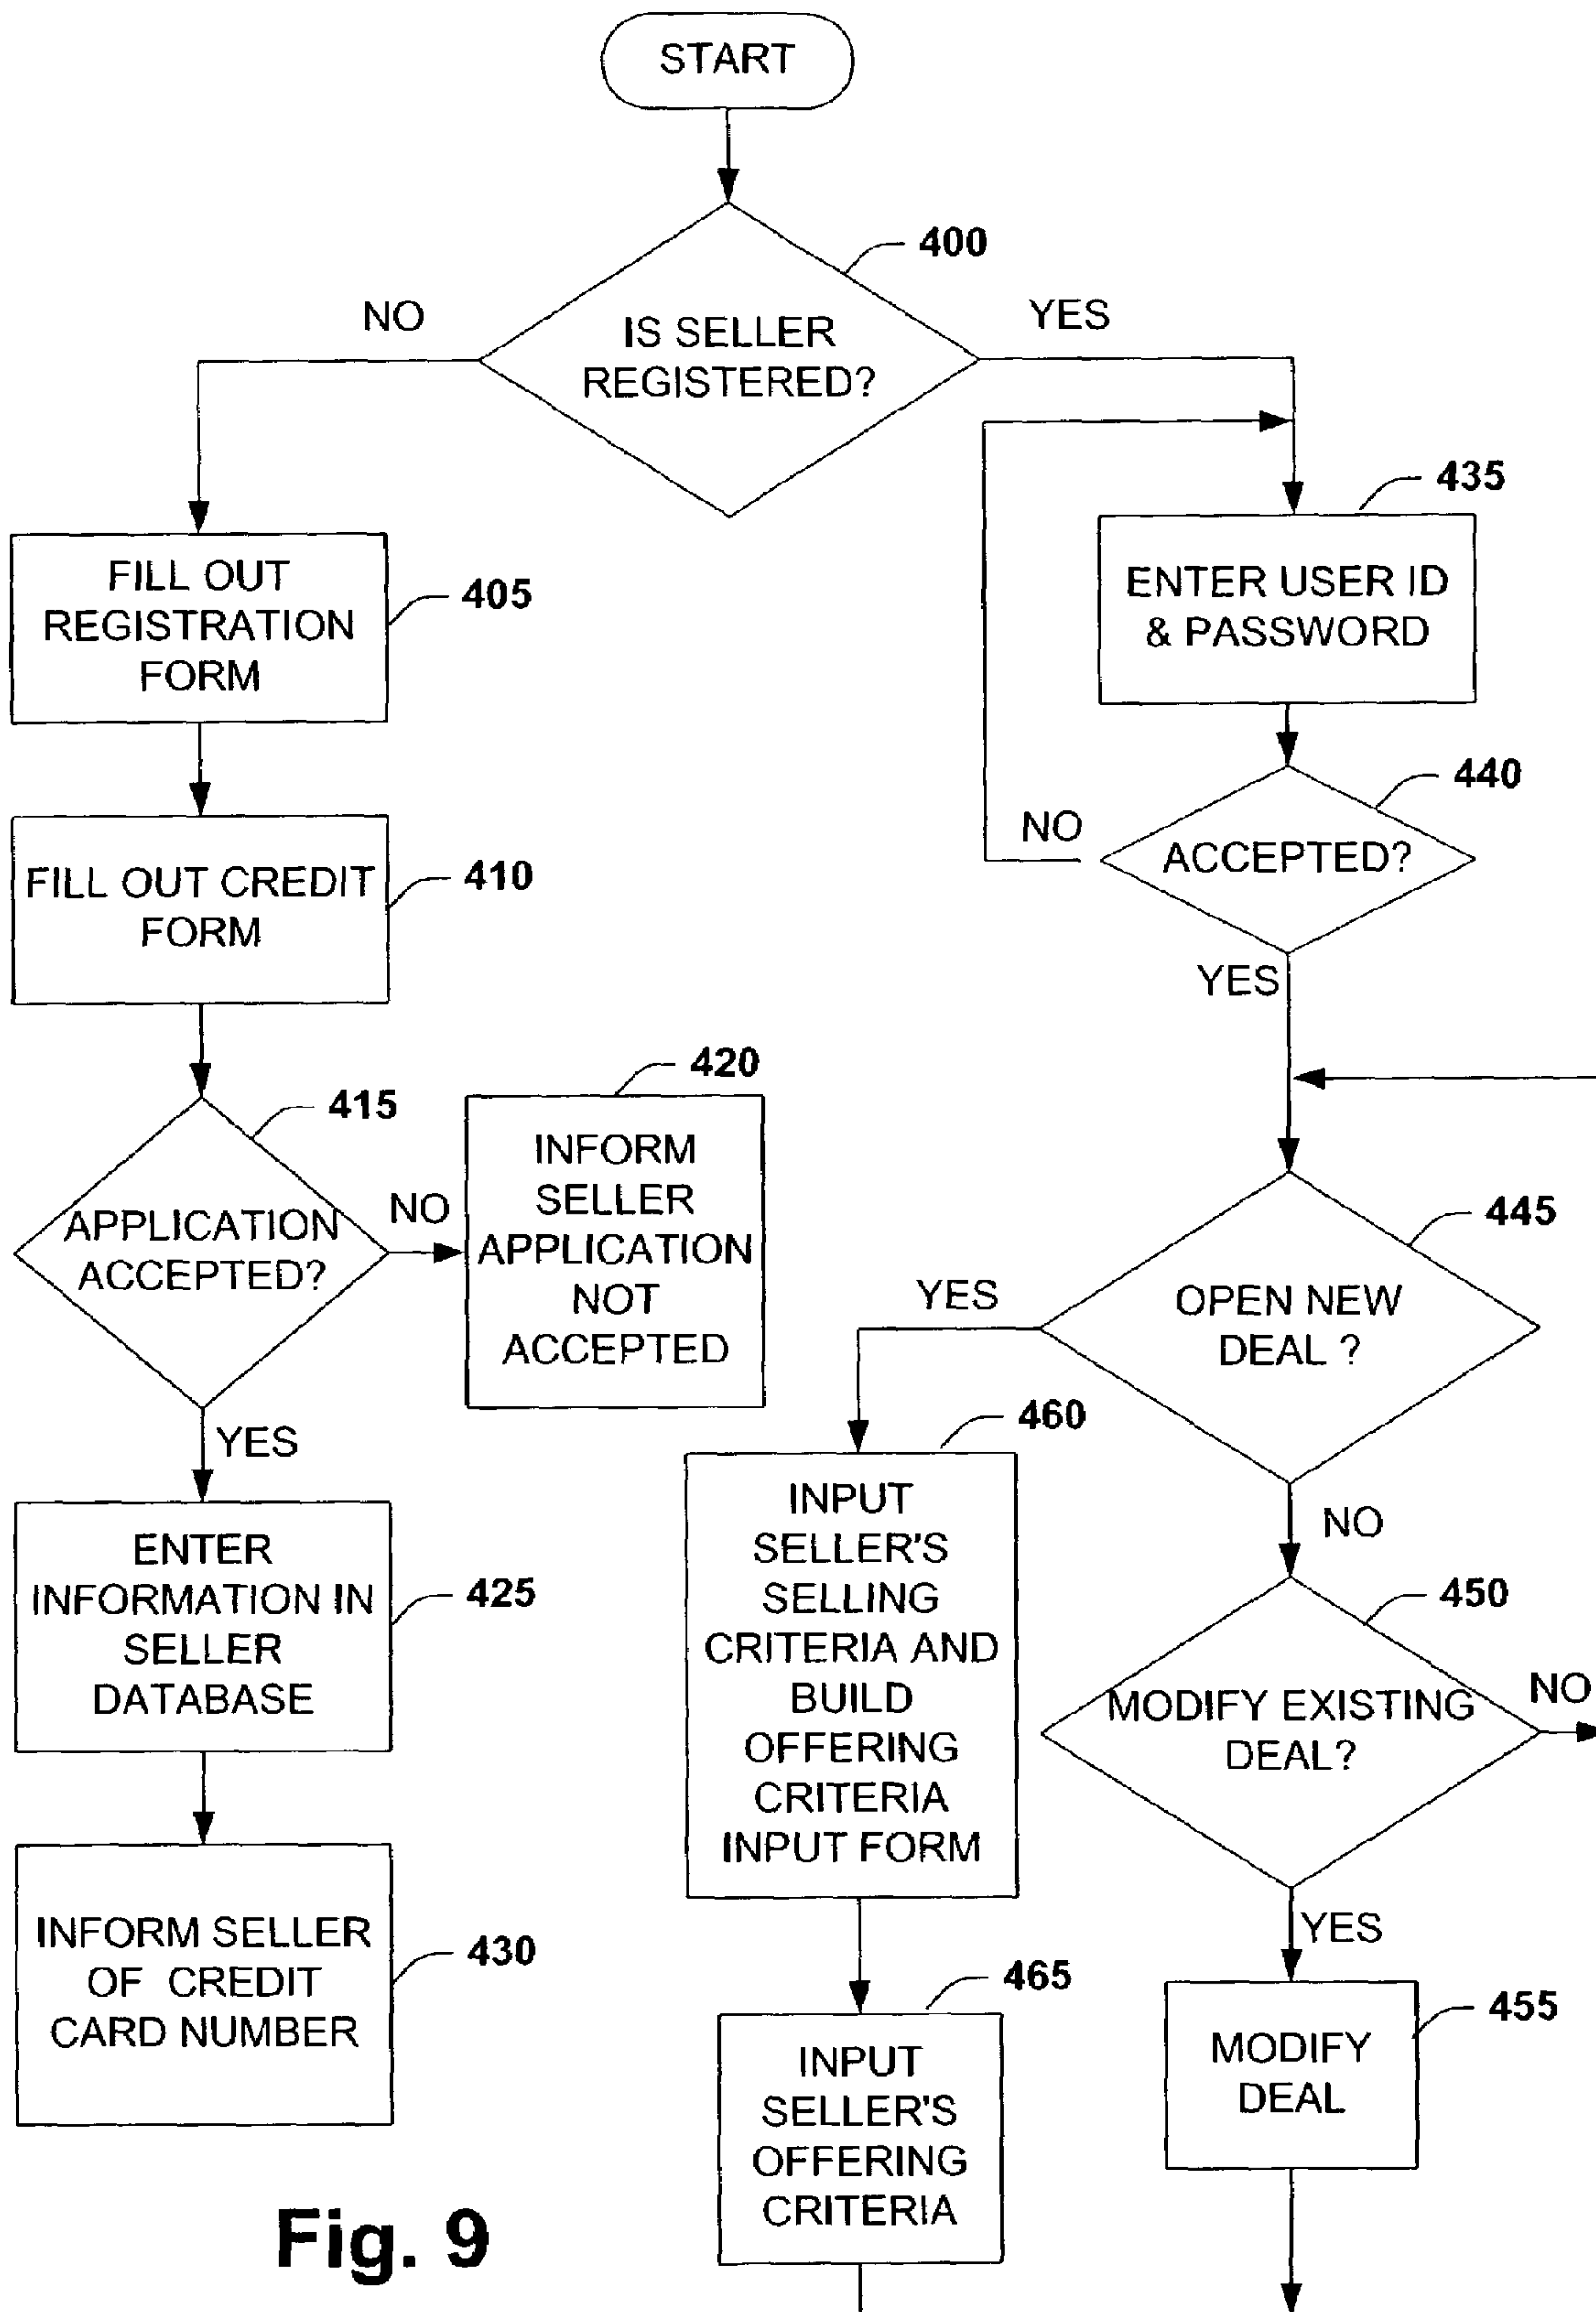 START
400
NO
YES
IS SELLER
REGISTERED?
435
FILL OUT
REGISTRATION
FORM
405
ENTER USER ID
& PASSWORD
440
NO
ACCEPTED?
FILL OUT CREDIT
FORM
410
YES
420
415
INFORM
SELLER
APPLICATION
NOT
ACCEPTED
NO
APPLICATION
ACCEPTED?
445
YES
OPEN NEW
DEAL ?
460
YES
NO
INPUT
SELLER'S
SELLING
CRITERIA AND
BUILD
OFFERING
CRITERIA
INPUT FORM
ENTER
INFORMATION IN
SELLER
DATABASE
425
450
NO
MODIFY EXISTING
DEAL?
YES
INFORM SELLER
OF CREDIT
CARD NUMBER
430
465
455
MODIFY
DEAL
INPUT
SELLER'S
OFFERING
CRITERIA
Fig. 9